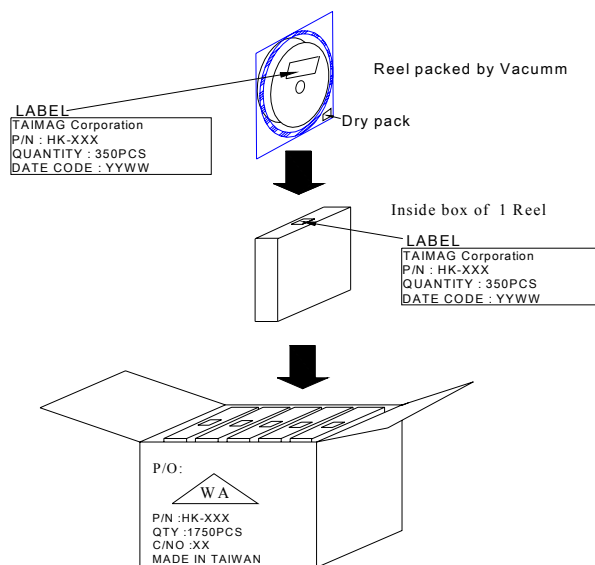 Reel packed by Vacumm
LABEL
TAIMAG Corporation
P/N : HK-XXX
QUANTITY : 350PCS
DATE CODE : YYWW
Dry pack
Inside box of 1 Reel
LABEL
TAIMAG Corporation
P/N : HK-XXX
QUANTITY : 350PCS
DATE CODE : YYWW
P/O:
WA
P/N :HK-XXX
QTY :1750PCS
C/NO :XX
MADE IN TAIWAN